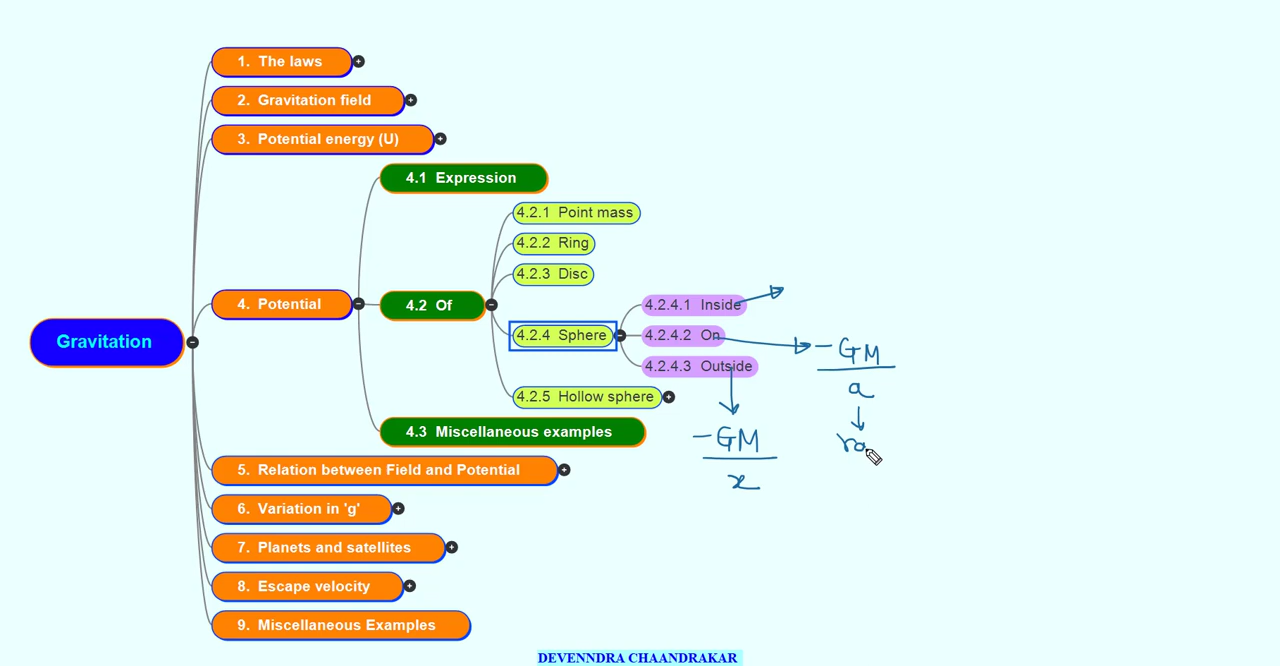 1. The laws
2. Gravitation field
3. Potential energy (U)
4.1 Expression
4.2.1 Point mass
4.2.2 Ring
4.2.3 Disc
4. Potential
4.2 Of
4.2.4.1 Inside
4.2.4 Sphere
4.2.4.2 On
4.2.4.3 Outside
Gravitation
-GM
a
-GM
x
4.2.5 Hollow sphere
4.3 Miscellaneous examples
5. Relation between Field and Potential
6. Variation in 'g'
7. Planets and satellites
8. Escape velocity
9. Miscellaneous Examples
DEVENNDRA CHAANDRAKAR